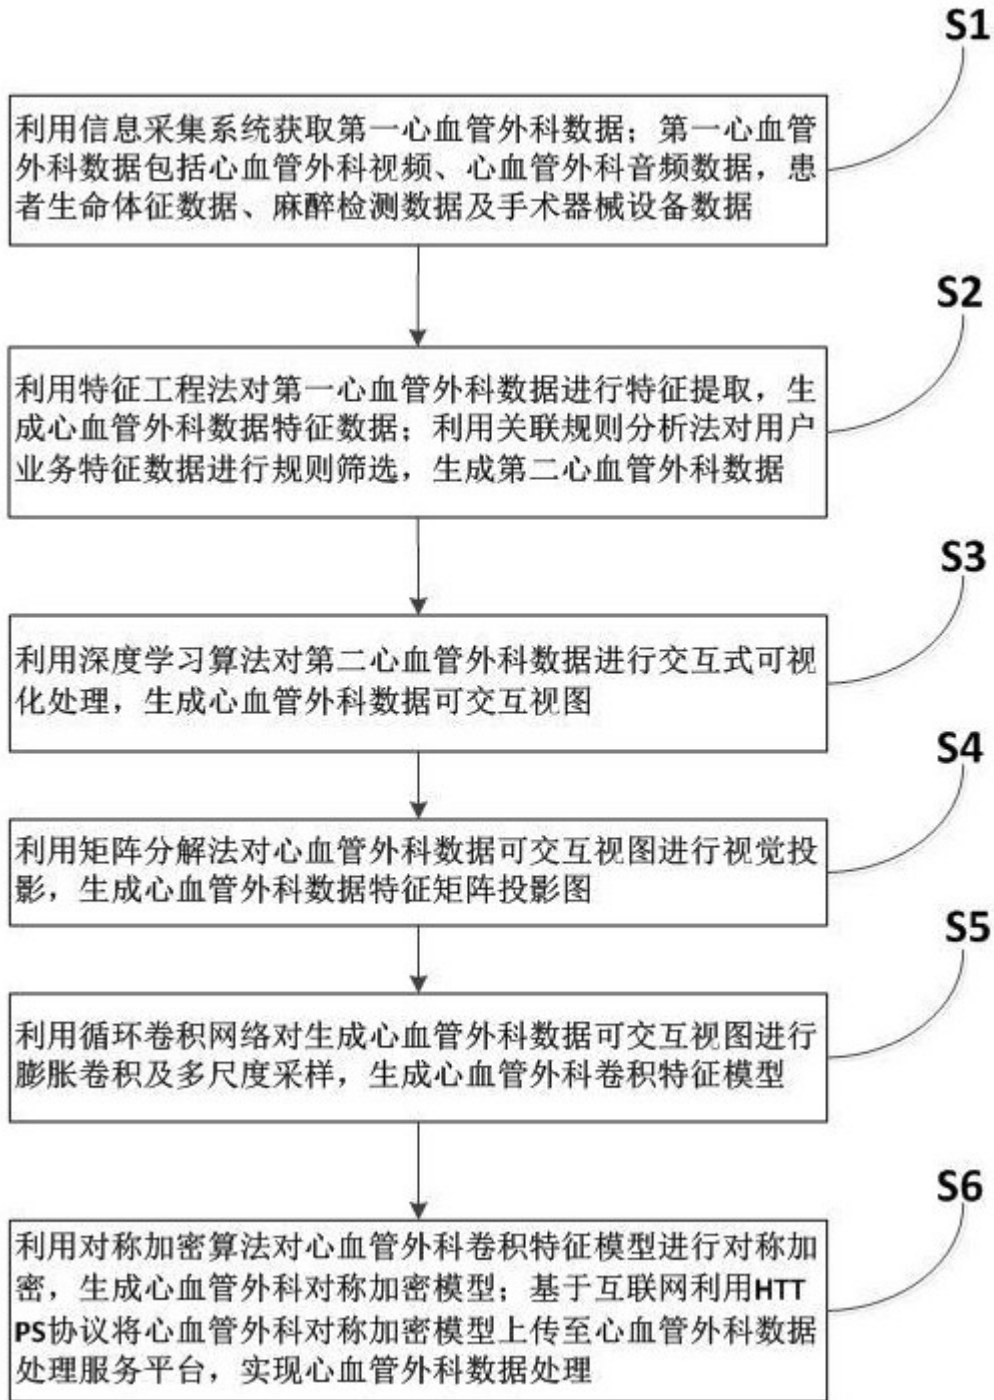 S1
利用信息采集系统获取第一心血管外科数据；第一心血管
外科数据包括心血管外科视频、心血管外科音频数据，患
者生命体征数据、麻醉检测数据及手术器械设备数据
S2
利用特征工程法对第一心血管外科数据进行特征提取，生
成心血管外科数据特征数据；利用关联规则分析法对用户
业务特征数据进行规则筛选，生成第二心血管外科数据
S3
利用深度学习算法对第二心血管外科数据进行交互式可视
化处理，生成心血管外科数据可交互视图
S4
利用矩阵分解法对心血管外科数据可交互视图进行视觉投
影，生成心血管外科数据特征矩阵投影图
S5
利用循环卷积网络对生成心血管外科数据可交互视图进行
膨胀卷积及多尺度采样，生成心血管外科卷积特征模型
S6
利用对称加密算法对心血管外科卷积特征模型进行对称加
密，生成心血管外科对称加密模型；基于互联网利用HTT
PS协议将心血管外科对称加密模型上传至心血管外科数据
处理服务平台，实现心血管外科数据处理